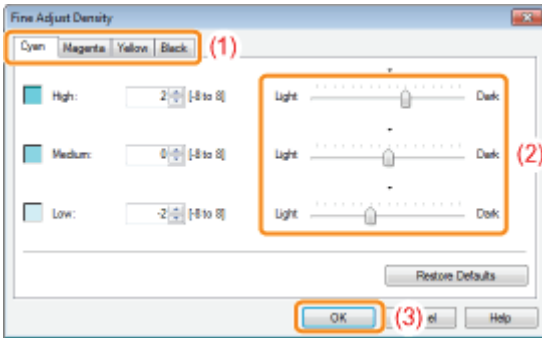 Fine Adjust Density
Cyan Magenta Yellow Black (1)
High: 2 [-8 to 8] Light Dark
Medium: 0 [-8 to 8] Light Dark (2)
Low: -2 [-8 to 8] Light Dark
Restore Defaults
OK (3) el Help